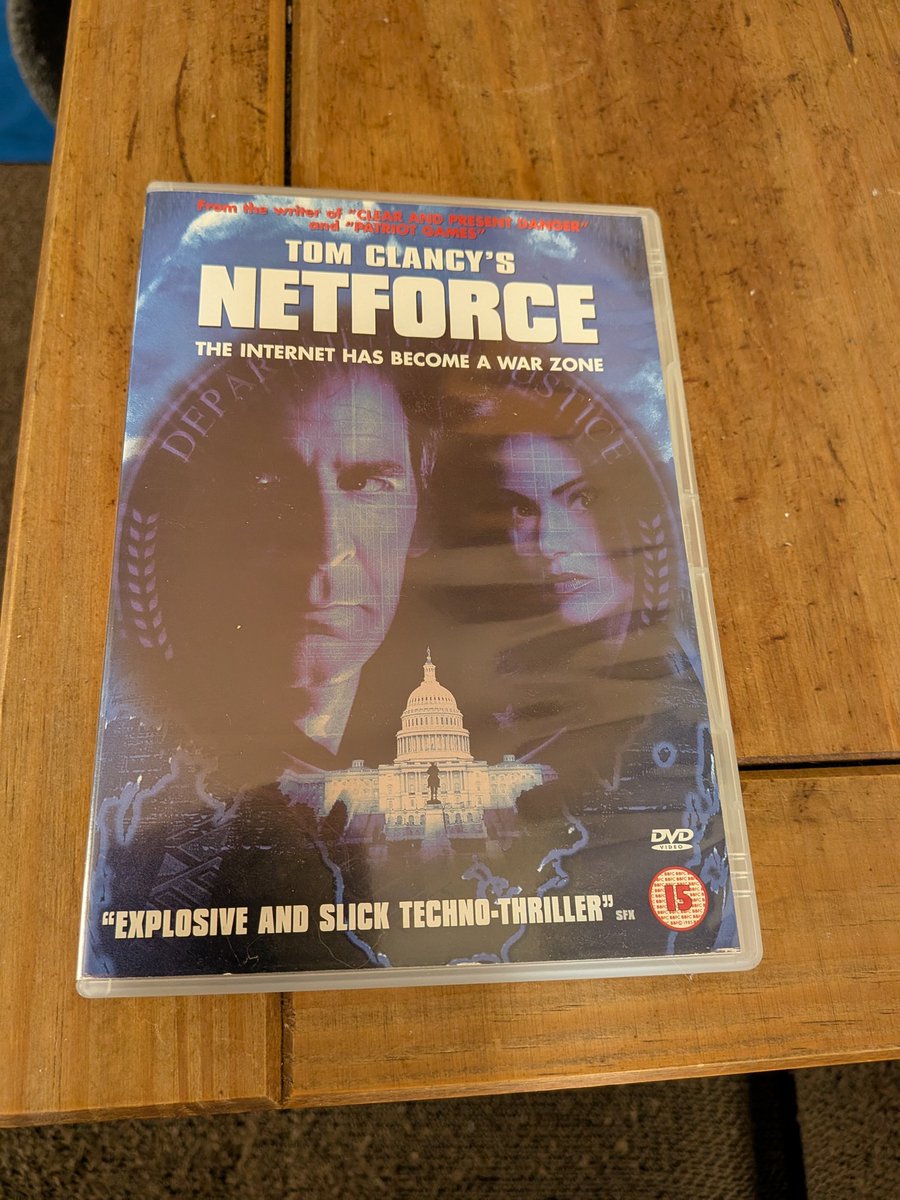 From the writer of "CLEAR AND PRESENT DANGER"
and "PATRIOT GAMES"
TOM CLANCY'S
NETFORCE
THE INTERNET HAS BECOME A WAR ZONE
DVD
VIDEO
15
"EXPLOSIVE AND SLICK TECHNO-THRILLER" SFX